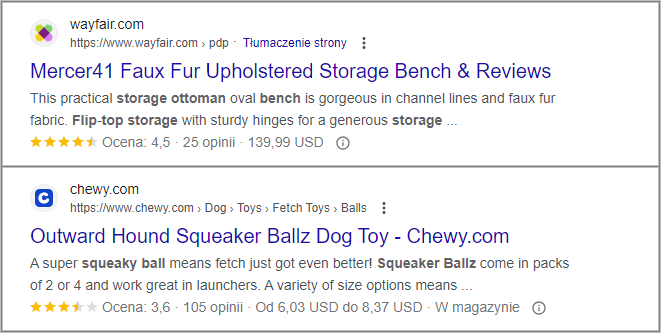 wayfair.com
https://www.wayfair.com › pdp · Tłumaczenie strony
Mercer41 Faux Fur Upholstered Storage Bench & Reviews
This practical storage ottoman oval bench is gorgeous in channel lines and faux fur
fabric. Flip-top storage with sturdy hinges for a generous storage ...
Ocena: 4,5 · 25 opinii · 139,99 USD
C
chewy.com
https://www.chewy.com › Dog › Toys › Fetch Toys › Balls
Outward Hound Squeaker Ballz Dog Toy - Chewy.com
A super squeaky ball means fetch just got even better! Squeaker Ballz come in packs
of 2 or 4 and work great in launchers. A variety of size options means ...
Ocena: 3,6 · 105 opinii · Od 6,03 USD do 8,37 USD · W magazynie